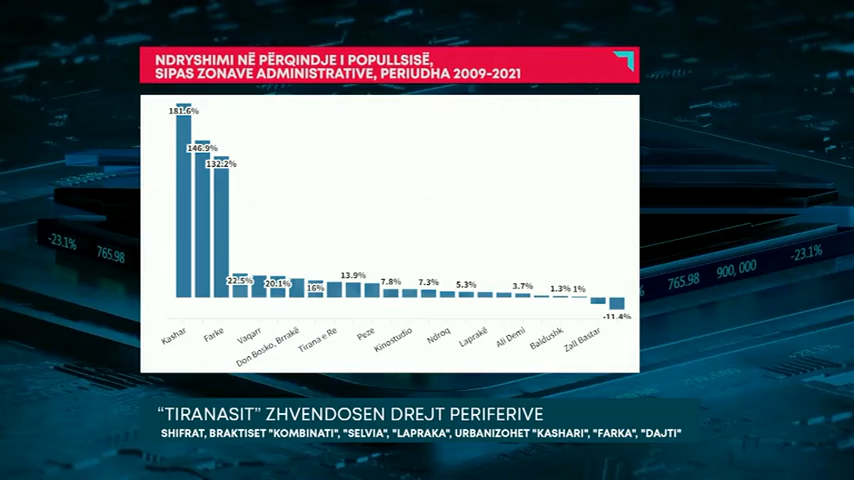 NDRYSHIMI NË PËRQINDJE I POPULLSISË,
SIPAS ZONAVE ADMINISTRATIVE, PERIUDHA 2009-2021
181.6%
146.9%
132.2%
22.5%
20.1%
16%
13.9%
7.8%
7.3%
5.3%
3.7%
1.3%
1%
-11.4%
Kashar
Farke
Vaqarr
Don Bosko, Brrakë
Tirana e Re
Peze
Kinostudio
Ndroq
Laprakë
Ali Demi
Baldushk
Zall Bastar
-23.1%
765.98
765.98
900,000
-23.1%
“TIRANASIT” ZHVENDOSEN DREJT PERIFERIVE
SHIFRAT, BRAKTISET "KOMBINATI", "SELVIA", "LAPRAKA", URBANIZOHET "KASHARI", "FARKA", "DAJTI"